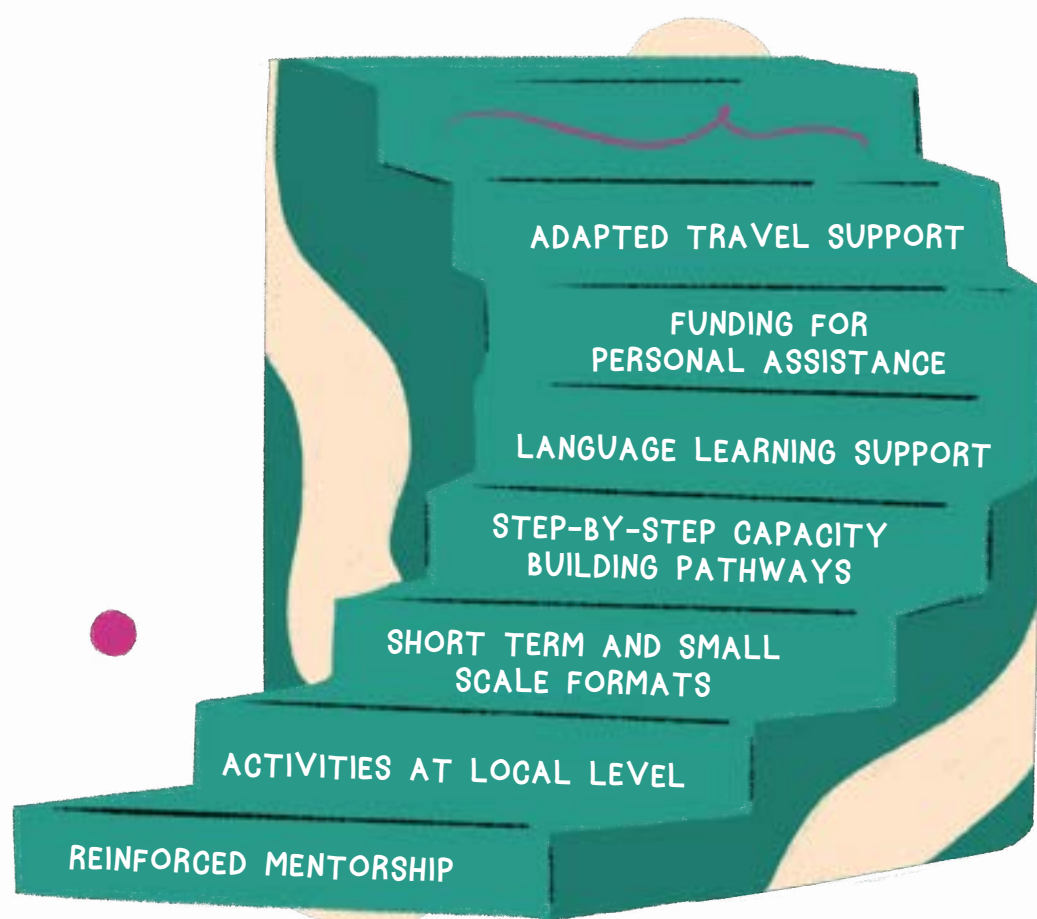 ADAPTED TRAVEL SUPPORT
FUNDING FOR
PERSONAL ASSISTANCE
LANGUAGE LEARNING SUPPORT
STEP-BY-STEP CAPACITY
BUILDING PATHWAYS
SHORT TERM AND SMALL
SCALE FORMATS
ACTIVITIES AT LOCAL LEVEL
REINFORCED MENTORSHIP